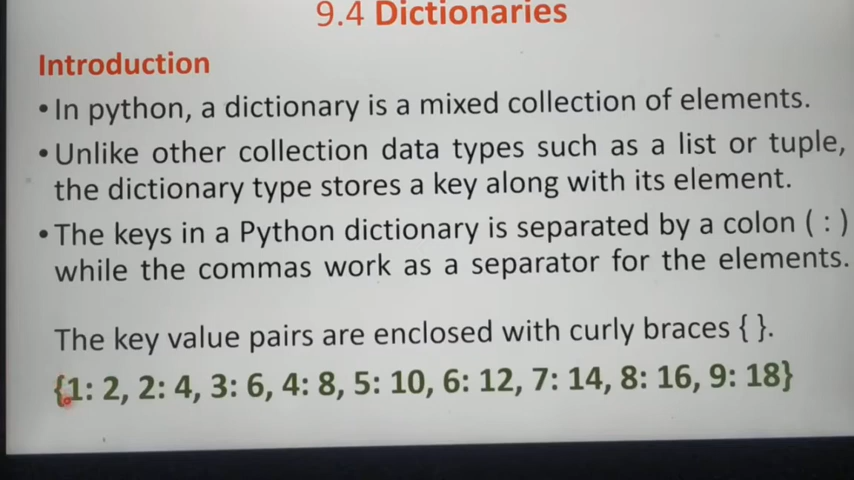 9.4 Dictionaries
Introduction
•In python, a dictionary is a mixed collection of elements.
•Unlike other collection data types such as a list or tuple,
the dictionary type stores a key along with its element.
•The keys in a Python dictionary is separated by a colon ( : )
while the commas work as a separator for the elements.
The key value pairs are enclosed with curly braces { }.
{1: 2, 2: 4, 3: 6, 4: 8, 5: 10, 6: 12, 7: 14, 8: 16, 9: 18}